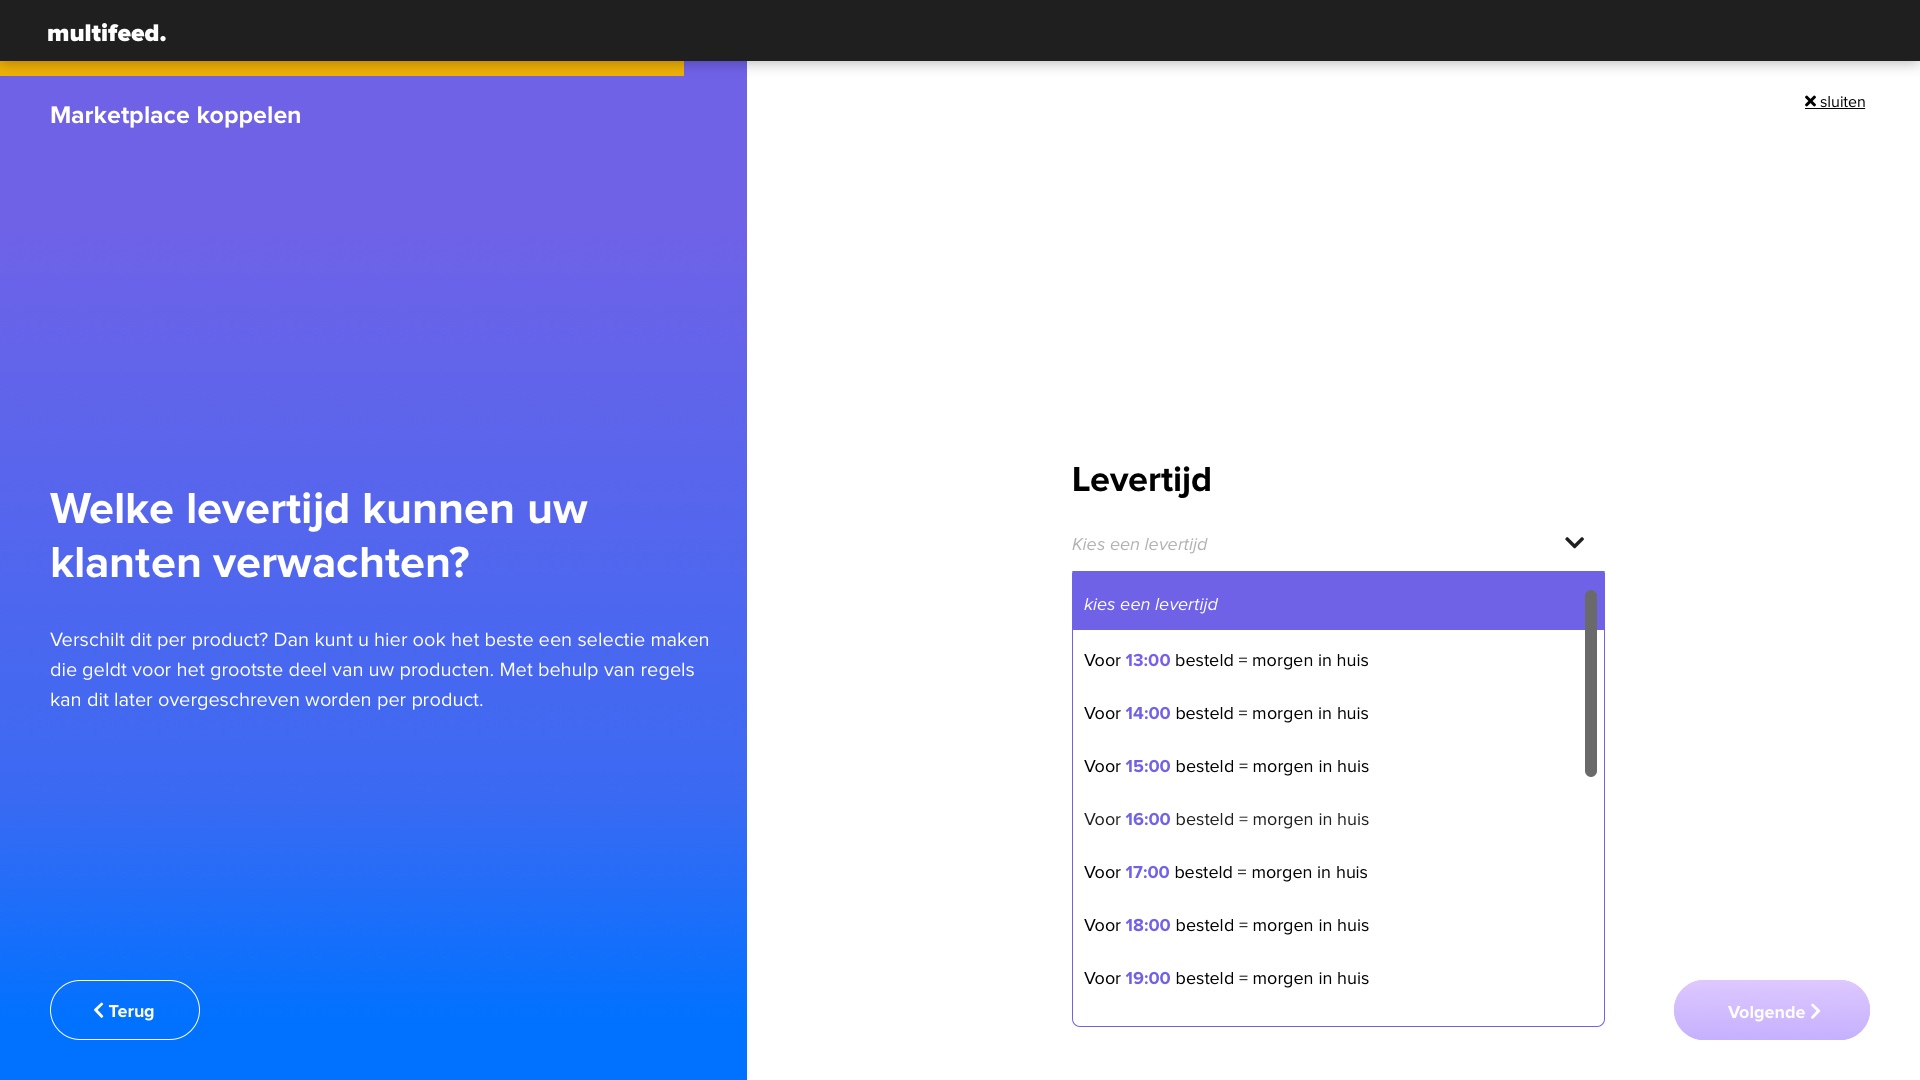 multifeed.
Marketplace koppelen
sluiten
Welke levertijd kunnen uw
klanten verwachten?
Verschilt dit per product? Dan kunt u hier ook het beste een selectie maken
die geldt voor het grootste deel van uw producten. Met behulp van regels
kan dit later overgeschreven worden per product.
Levertijd
Kies een levertijd
kies een levertijd
Voor 13:00 besteld = morgen in huis
Voor 14:00 besteld = morgen in huis
Voor 15:00 besteld = morgen in huis
Voor 16:00 besteld = morgen in huis
Voor 17:00 besteld = morgen in huis
Voor 18:00 besteld = morgen in huis
Voor 19:00 besteld = morgen in huis
Terug
Volgende